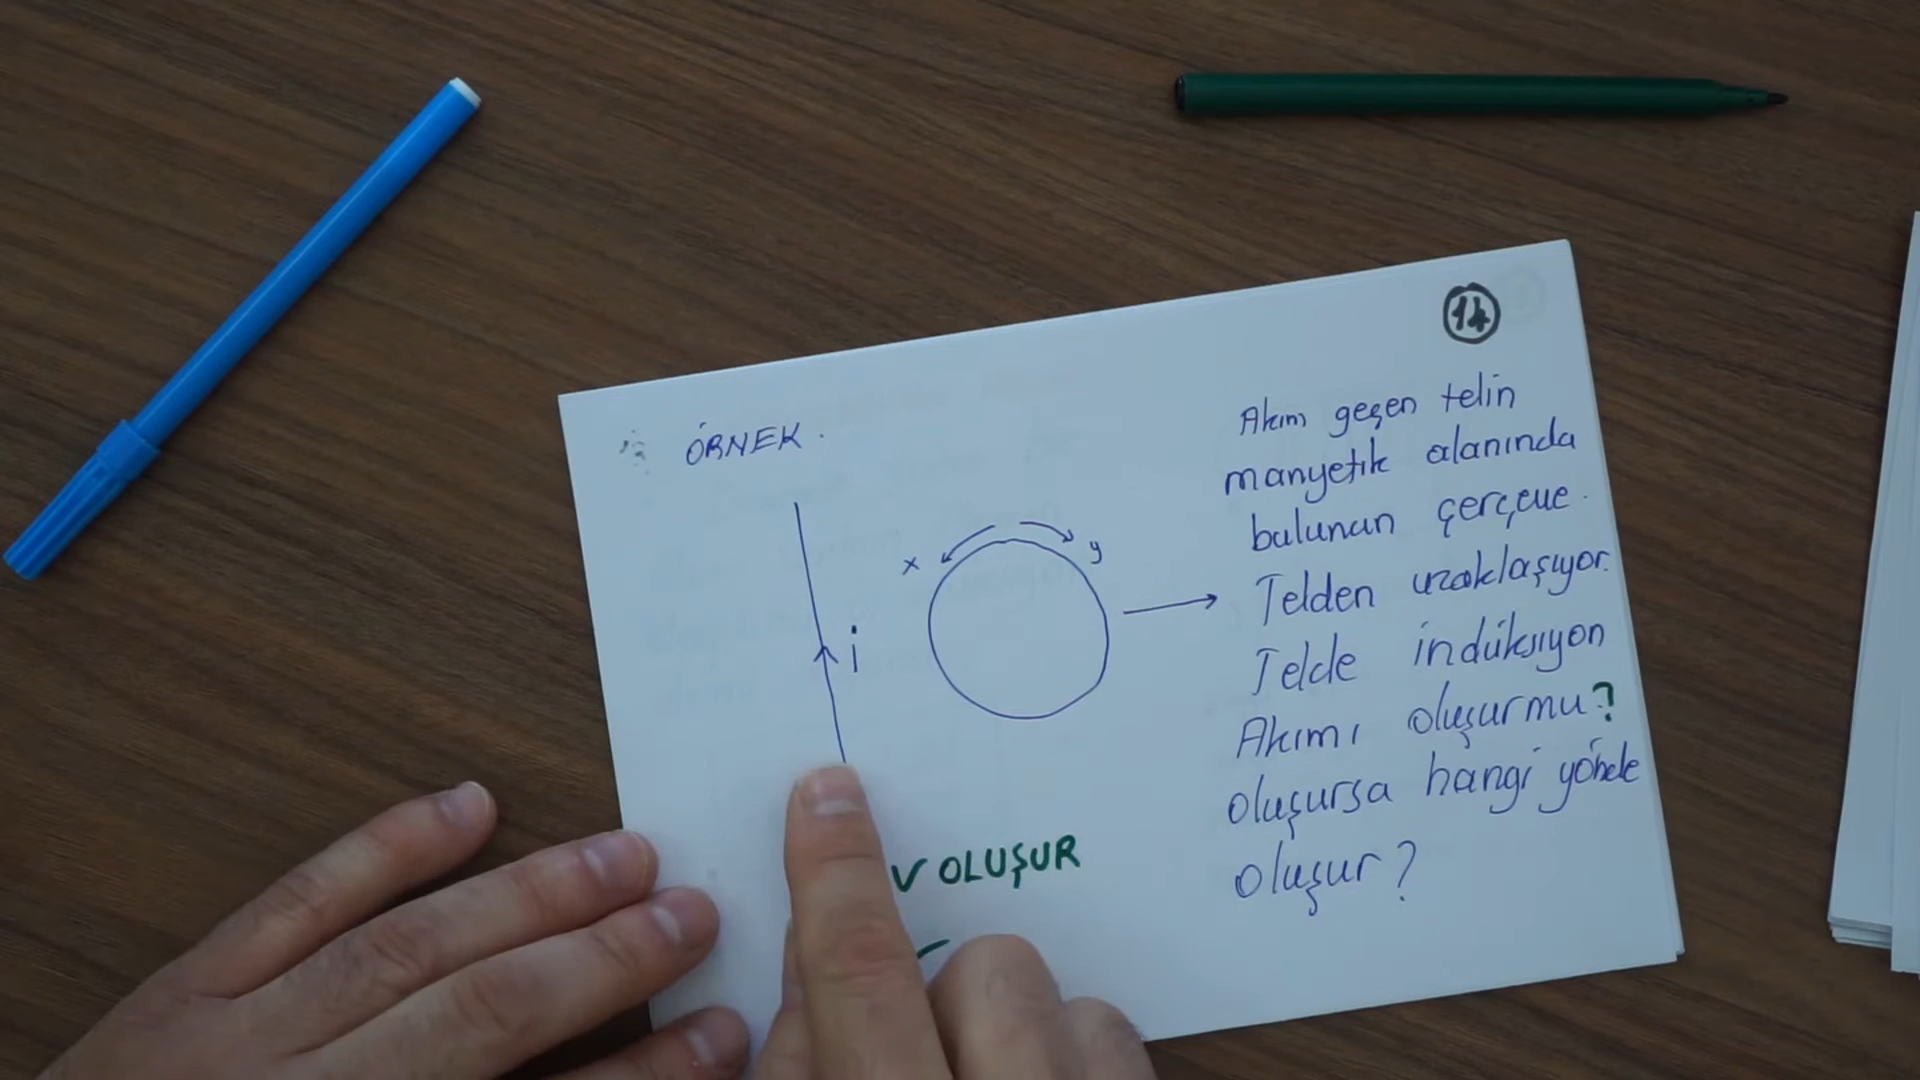 14
ÖRNEK.
x
y
i
Akım geçen telin
manyetik alanında
bulunan çerçeve.
Telden uzaklaşıyor.
Telde indüksiyon
Akımı oluşurmu?
oluşursa hangi yönde
oluşur?
OLUŞUR